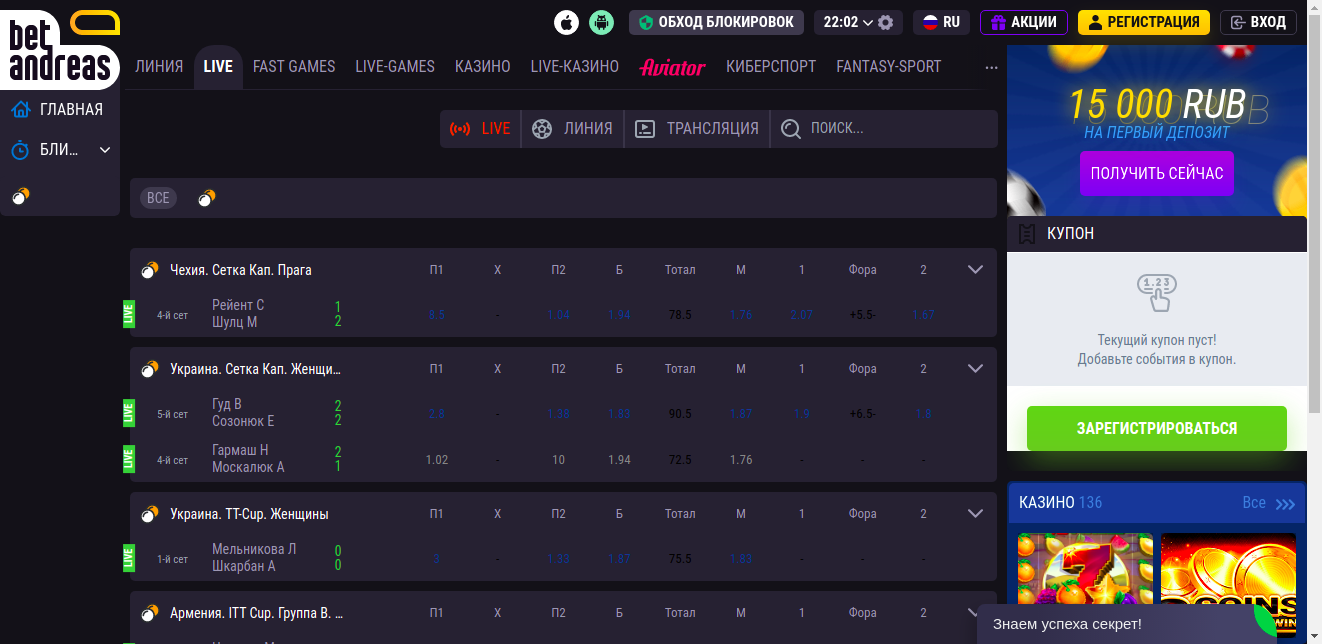 bet
andreas
ОБХОД БЛОКИРОВОК
22:02
RU
АКЦИИ
РЕГИСТРАЦИЯ
ВХОД
ЛИНИЯ
LIVE
FAST GAMES
LIVE-GAMES
КАЗИНО
LIVE-КАЗИНО
Aviator
КИБЕРСПОРТ
FANTASY-SPORT
...
ГЛАВНАЯ
БЛИ...
LIVE
ЛИНИЯ
ТРАНСЛЯЦИЯ
ПОИСК...
ВСЕ
Чехия. Сетка Кап. Прага П1 X П2 Б Тотал М 1 Фора 2
LIVE 4-й сет Рейент С 1
Шулц М 2
8.5 - 1.04 1.94 78.5 1.76 2.07 +5.5- 1.67
Украина. Сетка Кап. Женщи... П1 X П2 Б Тотал М 1 Фора 2
LIVE 5-й сет Гуд В 2
Созонюк Е 2
2.8 - 1.38 1.83 90.5 1.87 1.9 +6.5- 1.8
LIVE 4-й сет Гармаш Н 2
Москалюк А 1
1.02 - 10 1.94 72.5 1.76 - - -
Украина. TT-Cup. Женщины П1 X П2 Б Тотал М 1 Фора 2
LIVE 1-й сет Мельникова Л 0
Шкарбан А 0
3 - 1.33 1.87 75.5 1.83 - - -
Армения. ITT Cup. Группа B. ... П1 X П2 Б Тотал М 1 Фора 2
15 000 RUB
НА ПЕРВЫЙ ДЕПОЗИТ
ПОЛУЧИТЬ СЕЙЧАС
КУПОН
1.23
Текущий купон пуст!
Добавьте события в купон.
ЗАРЕГИСТРИРОВАТЬСЯ
КАЗИНО 136
Все
7
COINS
WIN
Знаем успеха секрет!